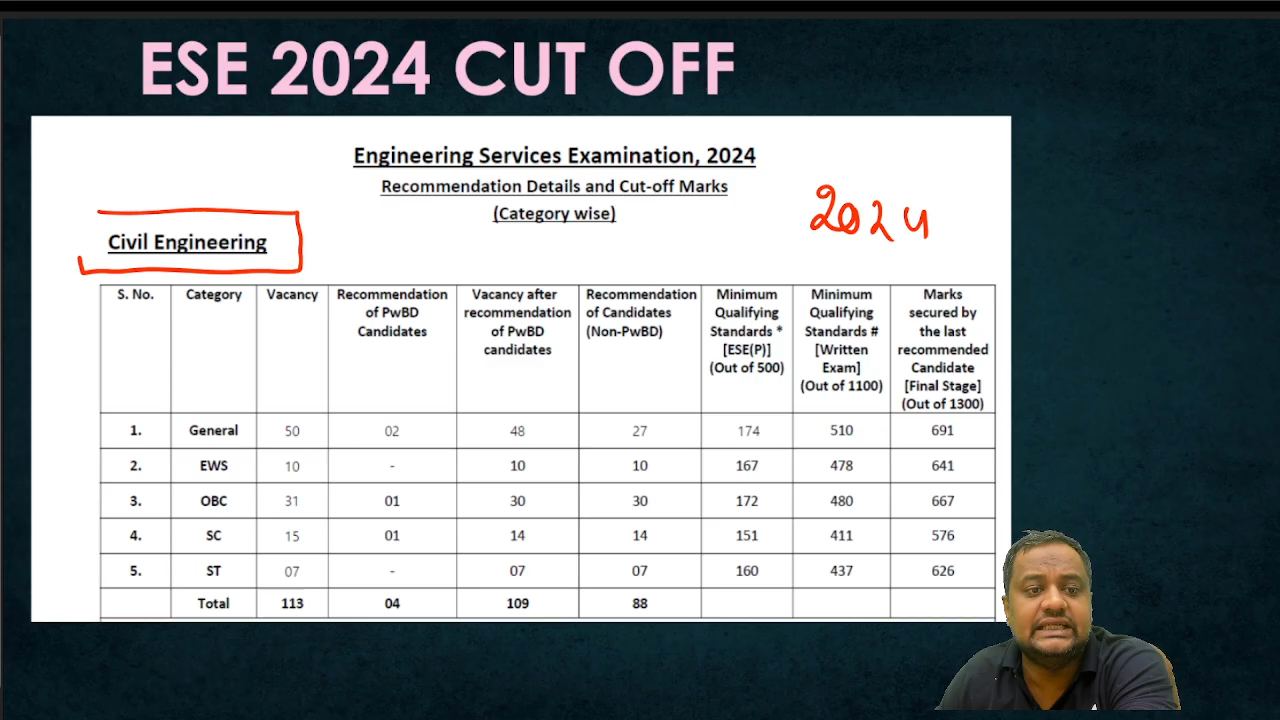 ESE 2024 CUT OFF
Engineering Services Examination, 2024
Recommendation Details and Cut-off Marks
(Category wise)
2024
Civil Engineering
S. No. Category Vacancy Recommendation of PwBD Candidates Vacancy after recommendation of PwBD candidates Recommendation of Candidates (Non-PwBD) Minimum Qualifying Standards * [ESE(P)] (Out of 500) Minimum Qualifying Standards # [Written Exam] (Out of 1100) Marks secured by the last recommended Candidate [Final Stage] (Out of 1300)
1. General 50 02 48 27 174 510 691
2. EWS 10 - 10 10 167 478 641
3. OBC 31 01 30 30 172 480 667
4. SC 15 01 14 14 151 411 576
5. ST 07 - 07 07 160 437 626
Total 113 04 109 88